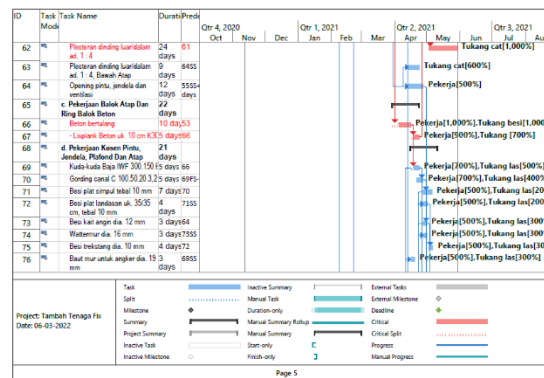 ID Task Mode Task Name Durati Prede
Qtr 4, 2020 Qtr 1, 2021 Qtr 2, 2021 Qtr 3, 2021
Oct Nov Dec Jan Feb Mar Apr May Jun Jul Au
62 Plesteran dinding luar/dalam ad. 1 : 4 24 days 61 Tukang cat[1,000%]
63 Plesteran dinding luar/dalam ad. 1 : 4, Bawah Atap 9 days 64SS Tukang cat[600%]
64 Opening pintu, jendela dan ventilasi 5 days 55SS+ Pekerja[500%]
65 c. Pekerjaan Balok Atap Dan Ring Balok Beton 22 days
66 Beton bertulang 10 day 53 Pekerja[1,000%],Tukang besi[1,00
67 - Lisplank Beton uk. 10 cm K30 5 days 66 Pekerja[900%],Tukang [700%]
68 d. Pekerjaan Kosen Pintu, Jendela, Plafond Dan Atap 21 days
69 Kuda-kuda Baja IWF 300.150. 5 days 66 Pekerja[700%],Tukang las[500%
70 Gording canal C 100.50.20.3,2 5 days 69FS- Pekerja[700%],Tukang las[400%
71 Besi plat cimpul tebal 10 mm 7 days 70 Pekerja[500%],Tukang las[20
72 Besi plat landasan uk. 35/35 cm, tebal 10 mm 4 days 71SS Pekerja[500%],Tukang las[200
73 Besi kait angin dia. 12 mm 3 days 64 Pekerja[500%],Tukang las[300%
74 Wattermur dia. 16 mm 3 days 73SS Pekerja[500%],Tukang las[300%
75 Besi trekstang dia. 10 mm 4 days 72 Pekerja[500%],Tukang las[300
76 Baut mur untuk angker dia. 19 mm 3 days 69SS Pekerja[500%],Tukang las[300%]
Project: Tambah Tenaga Fix
Date: 06-03-2022
Task Inactive Summary External Tasks
Split Manual Task External Milestone
Milestone Duration-only Deadline
Summary Manual Summary Rollup Critical
Project Summary Manual Summary Critical Split
Inactive Task Start-only Progress
Inactive Milestone Finish-only Manual Progress
Page 5